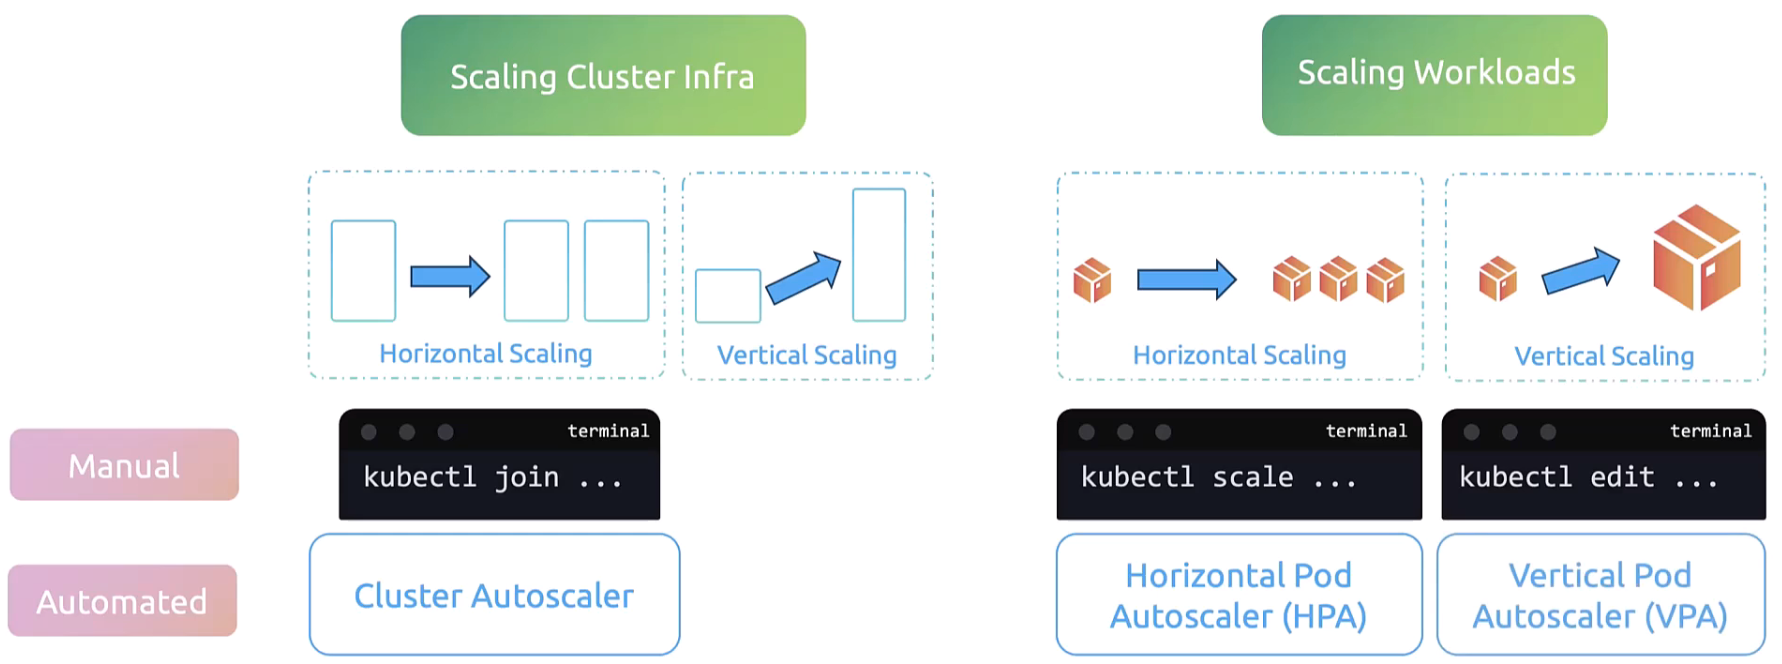 Scaling Cluster Infra
Scaling Workloads
Horizontal Scaling
Vertical Scaling
Horizontal Scaling
Vertical Scaling
Manual
terminal
kubectl join ...
terminal
kubectl scale ...
terminal
kubectl edit ...
Automated
Cluster Autoscaler
Horizontal Pod
Autoscaler (HPA)
Vertical Pod
Autoscaler (VPA)